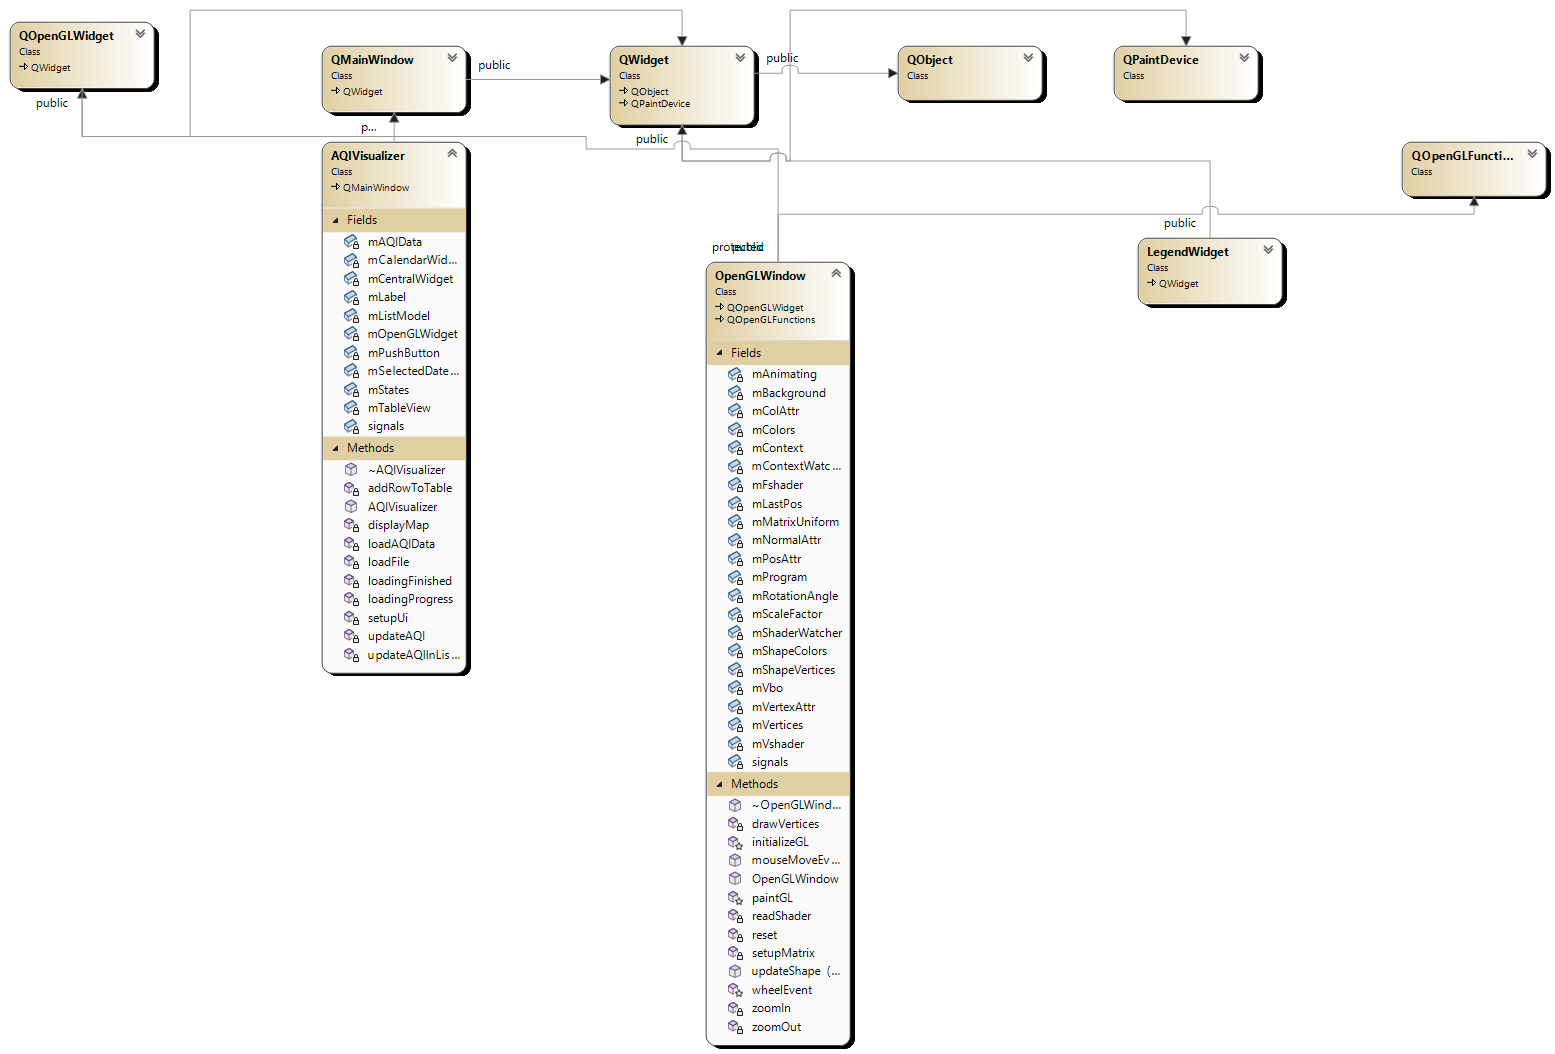 QOpenGLWidget
Class
QWidget
public
QMainWindow
Class
QWidget
public
p...
QWidget
Class
QObject
QPaintDevice
public
public
QObject
Class
QPaintDevice
Class
QOpenGLFuncti...
Class
public
LegendWidget
Class
QWidget
AQIVisualizer
Class
QMainWindow
Fields
mAQIData
mCalendarWid...
mCentralWidget
mLabel
mListModel
mOpenGLWidget
mPushButton
mSelectedDate...
mStates
mTableView
signals
Methods
~AQIVisualizer
addRowToTable
AQIVisualizer
displayMap
loadAQIData
loadFile
loadingFinished
loadingProgress
setupUi
updateAQI
updateAQIInLis...
protected
public
OpenGLWindow
Class
QOpenGLWidget
QOpenGLFunctions
Fields
mAnimating
mBackground
mColAttr
mColors
mContext
mContextWatc...
mFshader
mLastPos
mMatrixUniform
mNormalAttr
mPosAttr
mProgram
mRotationAngle
mScaleFactor
mShaderWatcher
mShapeColors
mShapeVertices
mVbo
mVertexAttr
mVertices
mVshader
signals
Methods
~OpenGLWind...
drawVertices
initializeGL
mouseMoveEv...
OpenGLWindow
paintGL
readShader
reset
setupMatrix
updateShape (...
wheelEvent
zoomIn
zoomOut